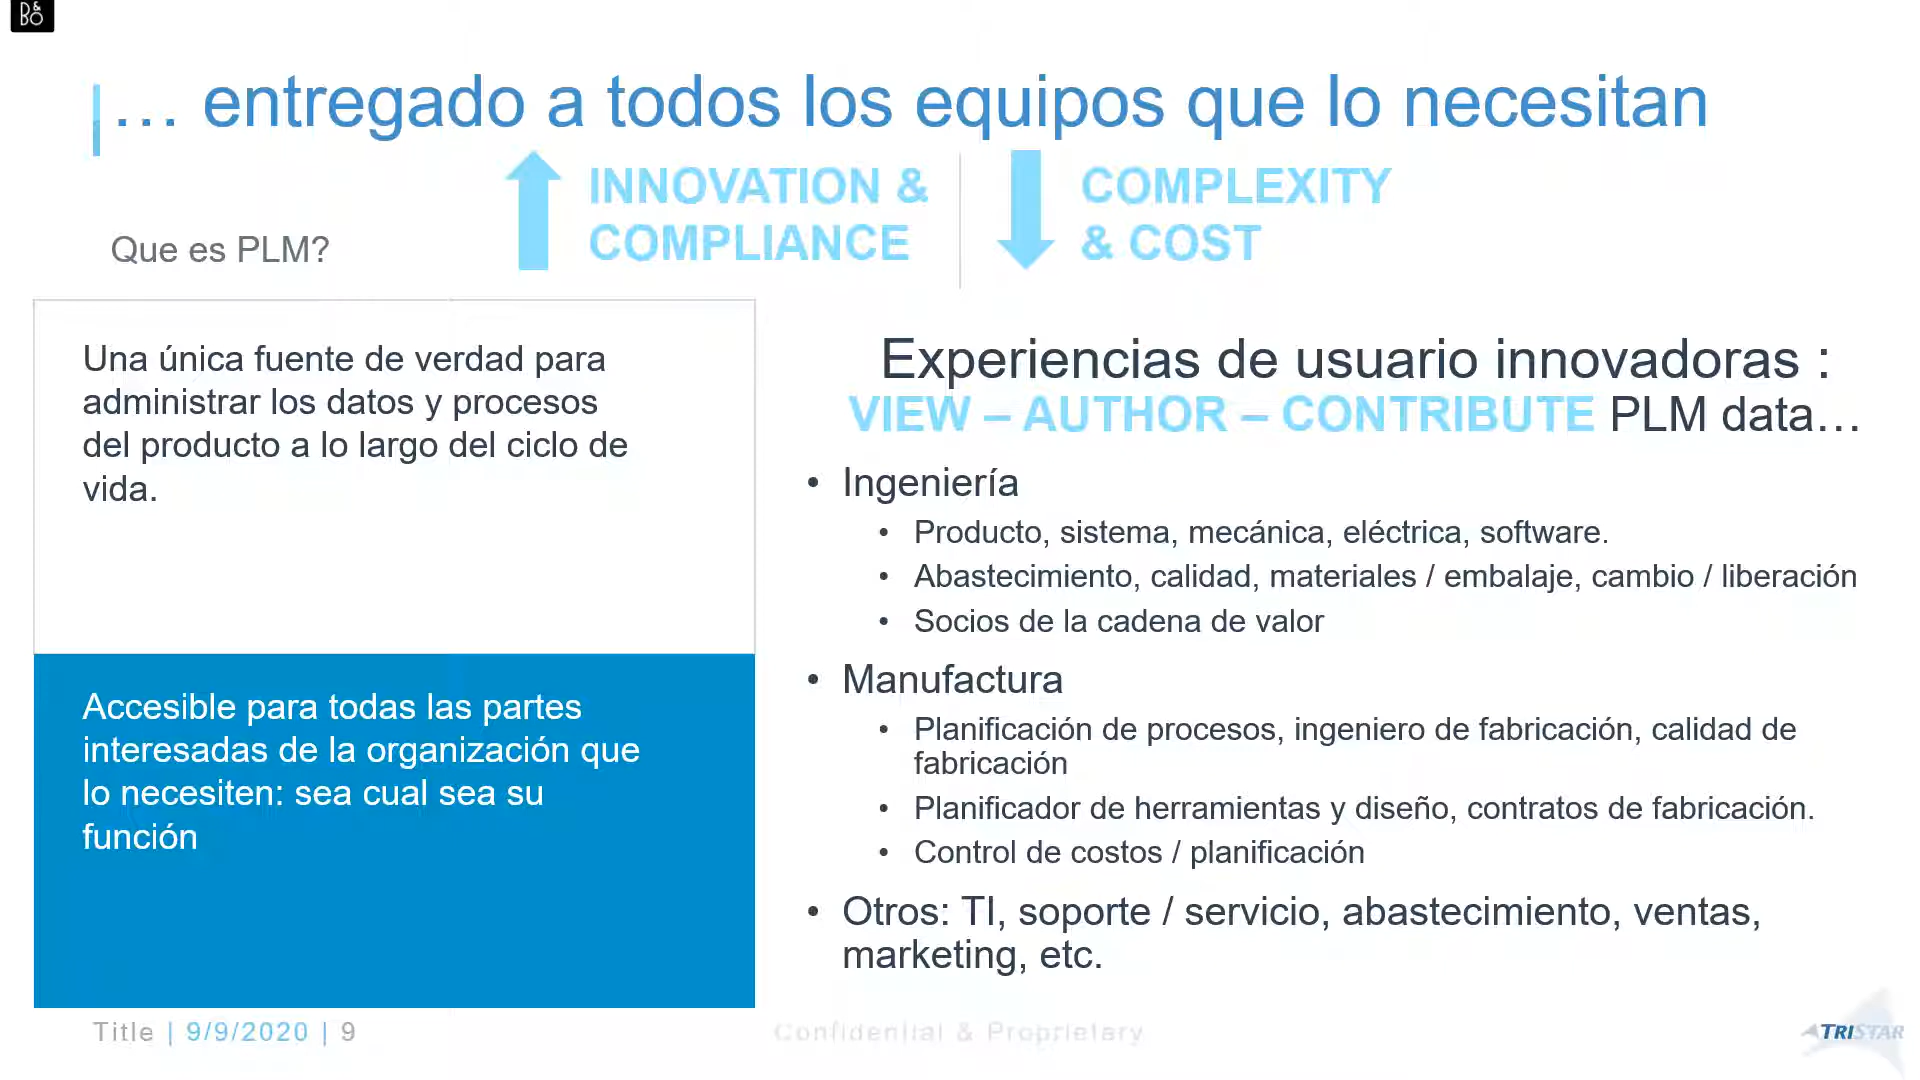 B&O
… entregado a todos los equipos que lo necesitan
INNOVATION &
COMPLIANCE
COMPLEXITY
& COST
Que es PLM?
Una única fuente de verdad para
administrar los datos y procesos
del producto a lo largo del ciclo de
vida.
Accesible para todas las partes
interesadas de la organización que
lo necesiten: sea cual sea su
función
Experiencias de usuario innovadoras :
VIEW – AUTHOR – CONTRIBUTE PLM data…
• Ingeniería
• Producto, sistema, mecánica, eléctrica, software.
• Abastecimiento, calidad, materiales / embalaje, cambio / liberación
• Socios de la cadena de valor
• Manufactura
• Planificación de procesos, ingeniero de fabricación, calidad de
fabricación
• Planificador de herramientas y diseño, contratos de fabricación.
• Control de costos / planificación
• Otros: TI, soporte / servicio, abastecimiento, ventas,
marketing, etc.
Title | 9/9/2020 | 9
Confidential & Proprietary
TRISTAR